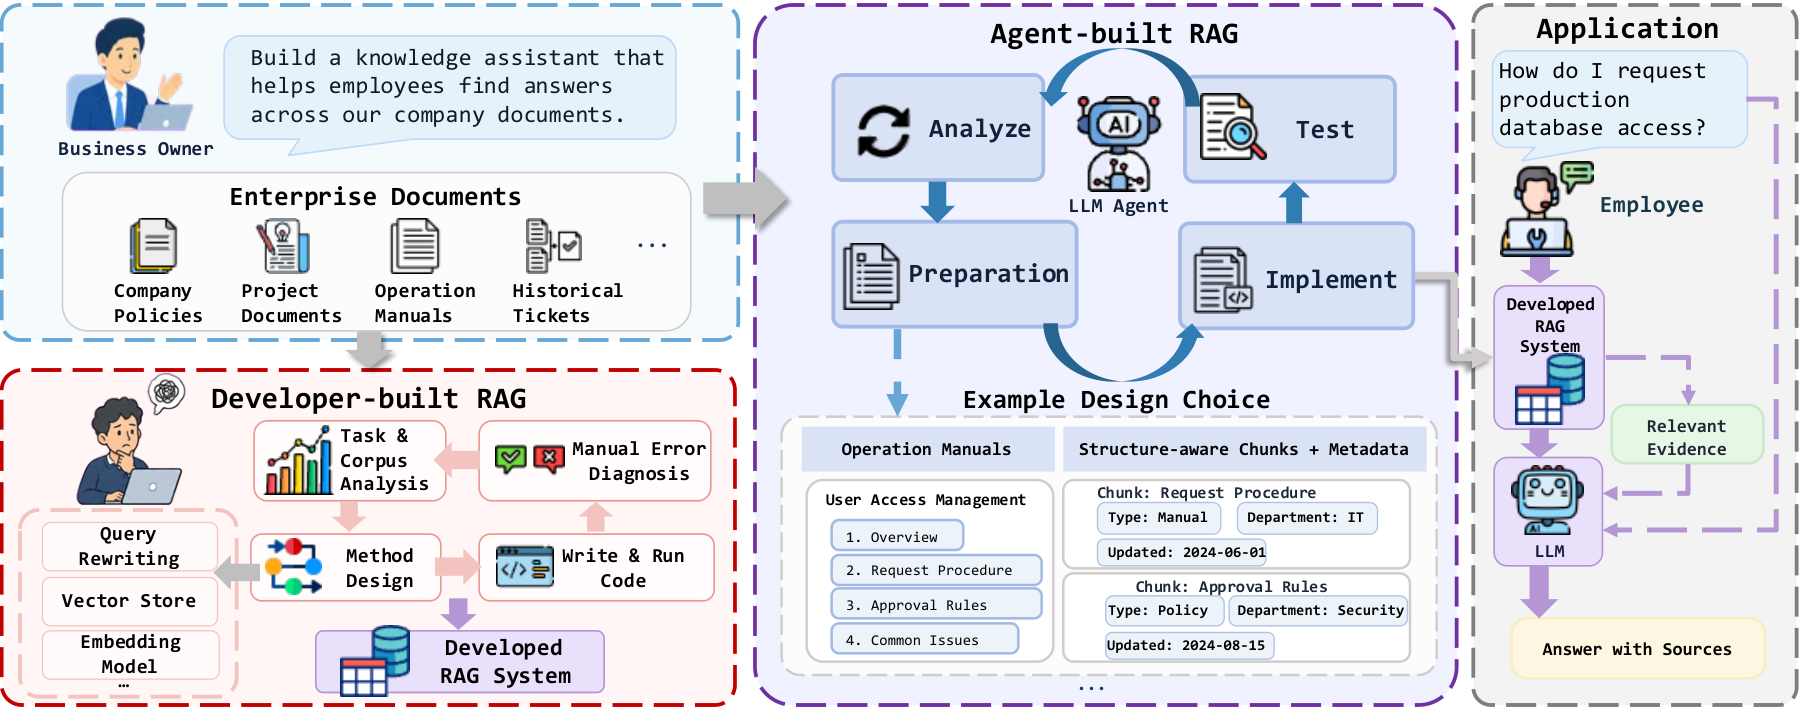 Build a knowledge assistant that
helps employees find answers
across our company documents.
Business Owner
Enterprise Documents
Company
Policies
Project
Documents
Operation
Manuals
Historical
Tickets
...
Developer-built RAG
Task &
Corpus
Analysis
Manual Error
Diagnosis
Method
Design
Write & Run
Code
Query
Rewriting
Vector Store
Embedding
Model
...
Developed
RAG System
Agent-built RAG
Analyze
AI
LLM Agent
Test
Preparation
Implement
Example Design Choice
Operation Manuals
Structure-aware Chunks + Metadata
User Access Management
1. Overview
2. Request Procedure
3. Approval Rules
4. Common Issues
Chunk: Request Procedure
Type: Manual
Department: IT
Updated: 2024-06-01
Chunk: Approval Rules
Type: Policy
Department: Security
Updated: 2024-08-15
...
Application
How do I request
production
database access?
Employee
Developed
RAG
System
Relevant
Evidence
AI
LLM
Answer with Sources